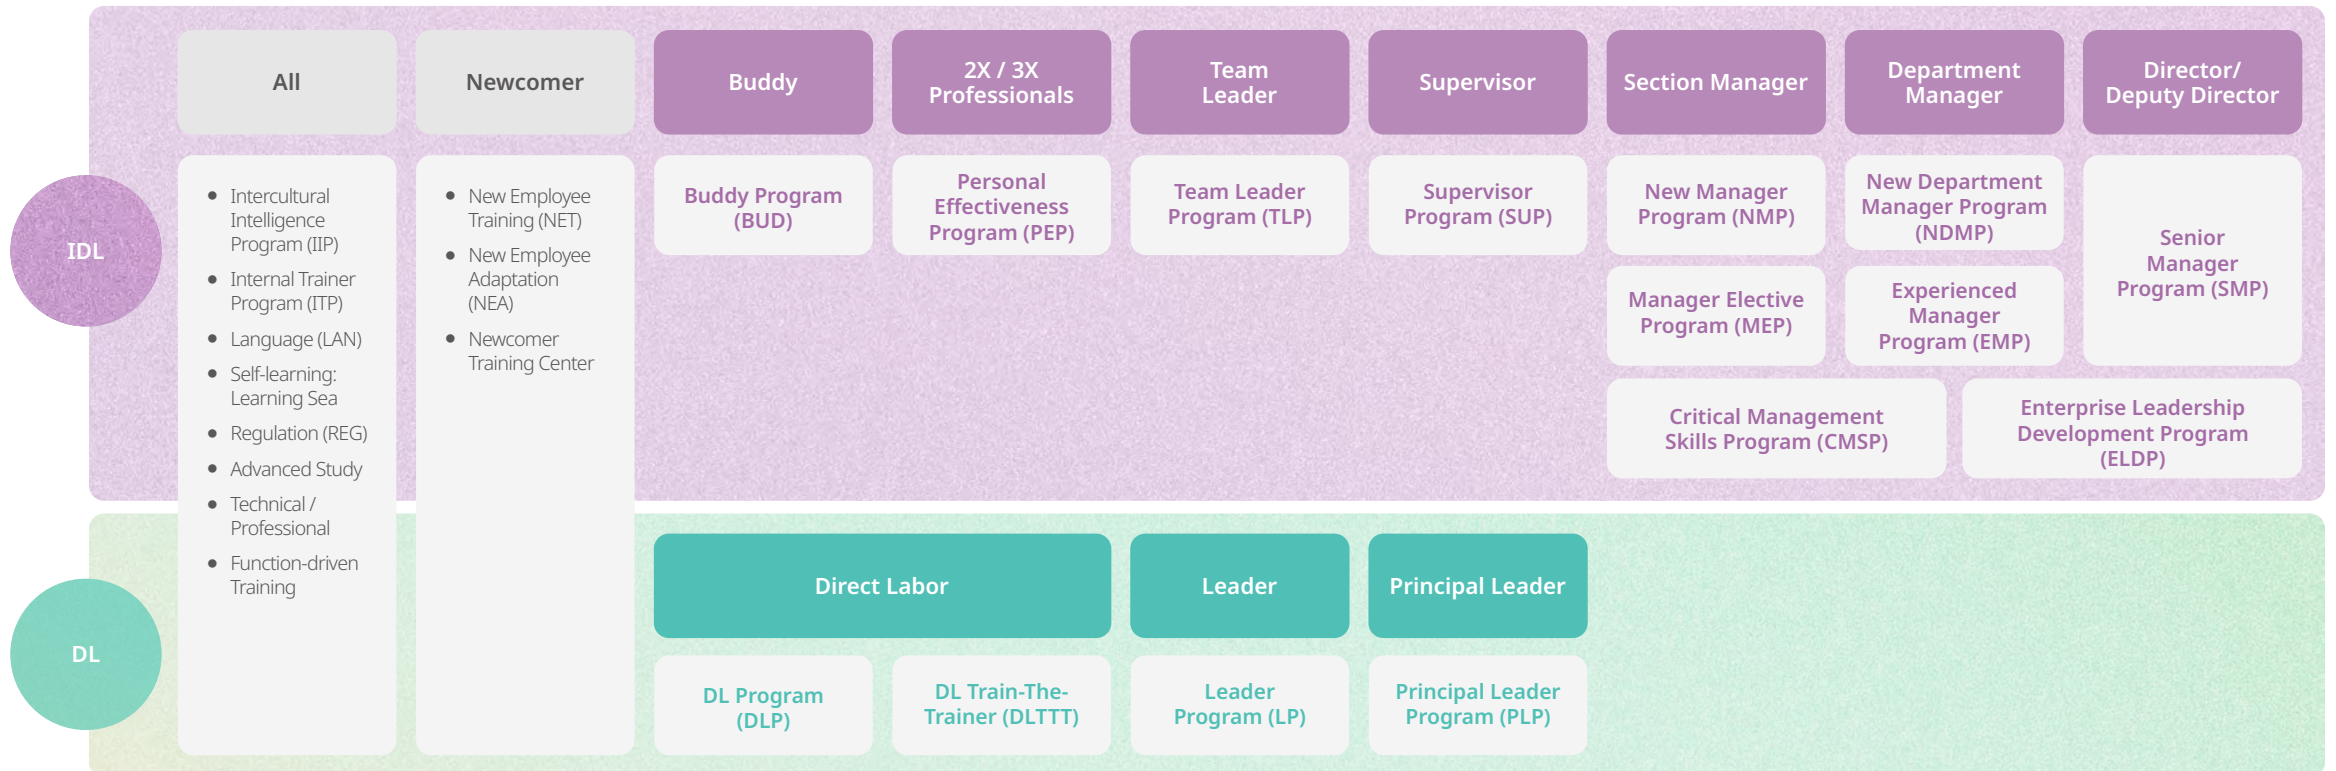 All
Newcomer
Buddy
2X / 3X
Professionals
Team
Leader
Supervisor
Section Manager
Department
Manager
Director/
Deputy Director
IDL
• Intercultural
Intelligence
Program (IIP)
• Internal Trainer
Program (ITP)
• Language (LAN)
• Self-learning:
Learning Sea
• Regulation (REG)
• Advanced Study
• Technical /
Professional
• Function-driven
Training
• New Employee
Training (NET)
• New Employee
Adaptation
(NEA)
• Newcomer
Training Center
Buddy Program
(BUD)
Personal
Effectiveness
Program (PEP)
Team Leader
Program (TLP)
Supervisor
Program (SUP)
New Manager
Program (NMP)
New Department
Manager Program
(NDMP)
Senior
Manager
Program (SMP)
Manager Elective
Program (MEP)
Experienced
Manager
Program (EMP)
Critical Management
Skills Program (CMSP)
Enterprise Leadership
Development Program
(ELDP)
DL
Direct Labor
Leader
Principal Leader
DL Program
(DLP)
DL Train-The-
Trainer (DLTTT)
Leader
Program (LP)
Principal Leader
Program (PLP)